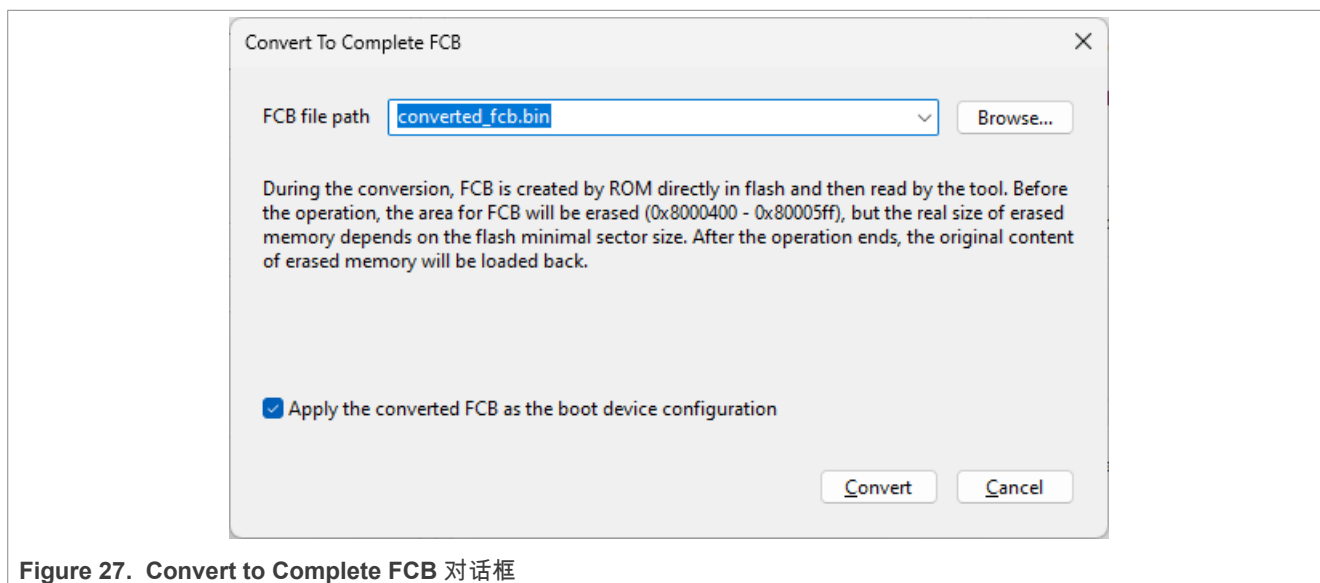 Convert To Complete FCB
FCB file path converted_fcb.bin Browse...
During the conversion, FCB is created by ROM directly in flash and then read by the tool. Before
the operation, the area for FCB will be erased (0x8000400 - 0x80005ff), but the real size of erased
memory depends on the flash minimal sector size. After the operation ends, the original content
of erased memory will be loaded back.
Apply the converted FCB as the boot device configuration
Convert Cancel
Figure 27. Convert to Complete FCB 对话框